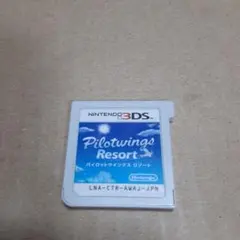 NINTENDO 3DS
Pilotwings
Resort
パイロットウイングス リゾート
LNA-CTR-AWAJ-JPN